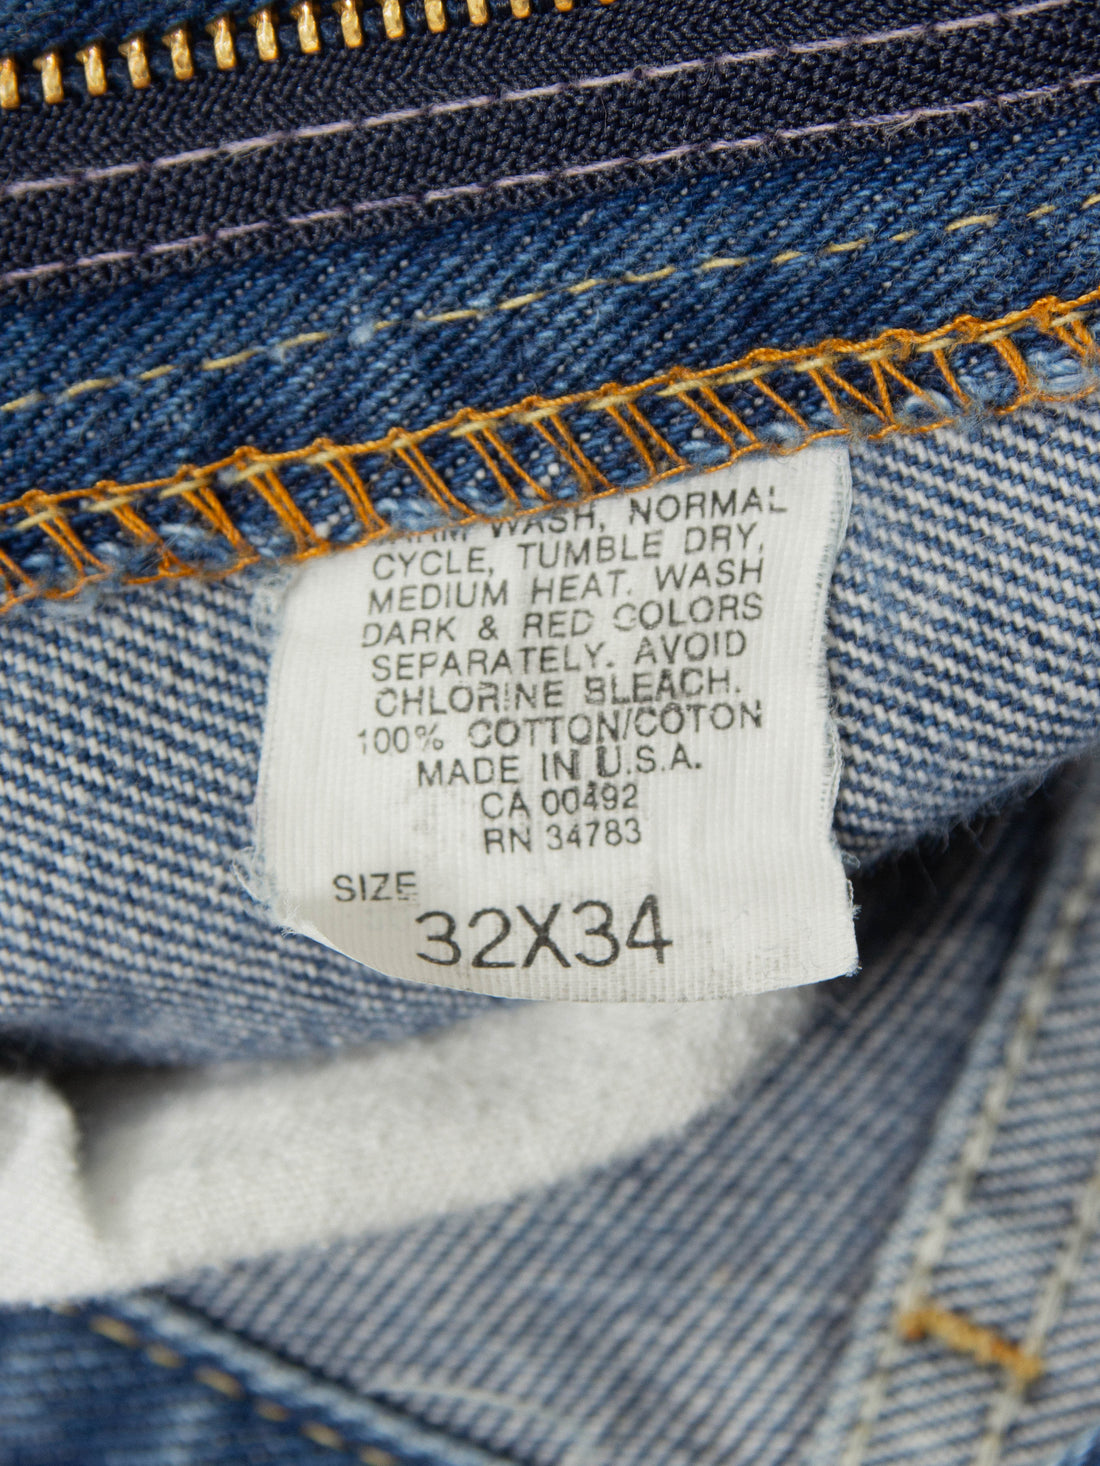 WASH, NORMAL
CYCLE, TUMBLE DRY,
MEDIUM HEAT. WASH
DARK & RED COLORS
SEPARATELY. AVOID
CHLORINE BLEACH.
100% COTTON/COTON
MADE IN U.S.A.
CA 00492
RN 34783
SIZE
32X34